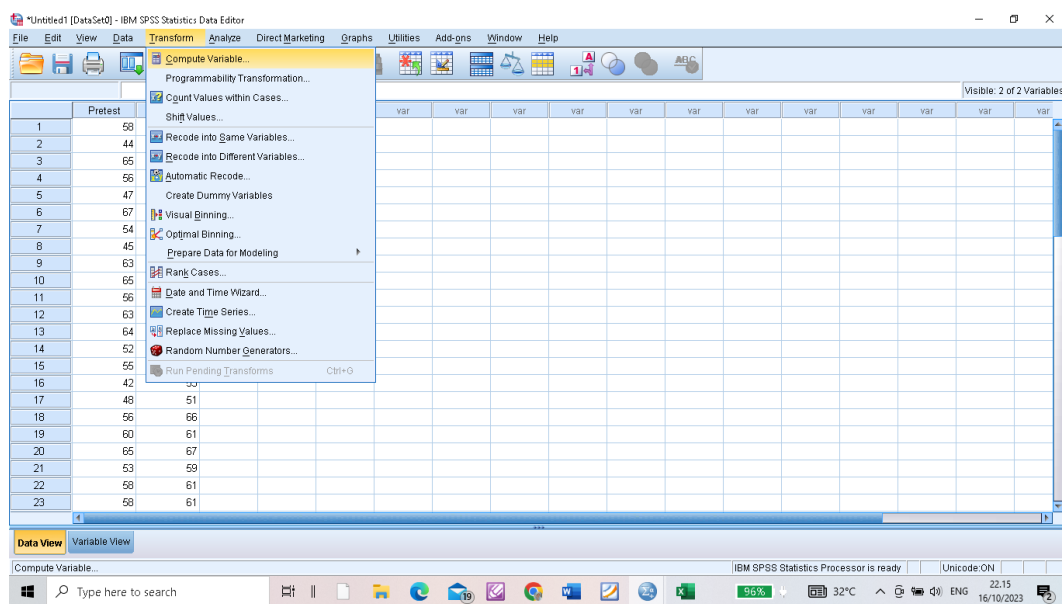 *Untitled1 [DataSet0] - IBM SPSS Statistics Data Editor
File Edit View Data Transform Analyze Direct Marketing Graphs Utilities Add-ons Window Help
Visible: 2 of 2 Variables
Compute Variable...
Programmability Transformation...
Count Values within Cases...
Shift Values...
Recode into Same Variables...
Recode into Different Variables...
Automatic Recode...
Create Dummy Variables
Visual Binning...
Optimal Binning...
Prepare Data for Modeling
Rank Cases...
Date and Time Wizard...
Create Time Series...
Replace Missing Values...
Random Number Generators...
Run Pending Transforms Ctrl+G
Pretest var var var var var var var var var var var var
1 58
2 44
3 65
4 56
5 47
6 67
7 54
8 45
9 63
10 65
11 56
12 63
13 64
14 52
15 55
16 42
17 48 51
18 56 66
19 60 61
20 65 67
21 53 59
22 58 61
23 58 61
Data View Variable View
Compute Variable... IBM SPSS Statistics Processor is ready Unicode:ON
Type here to search 19 96% 32°C ENG 22.15
16/10/2023 2